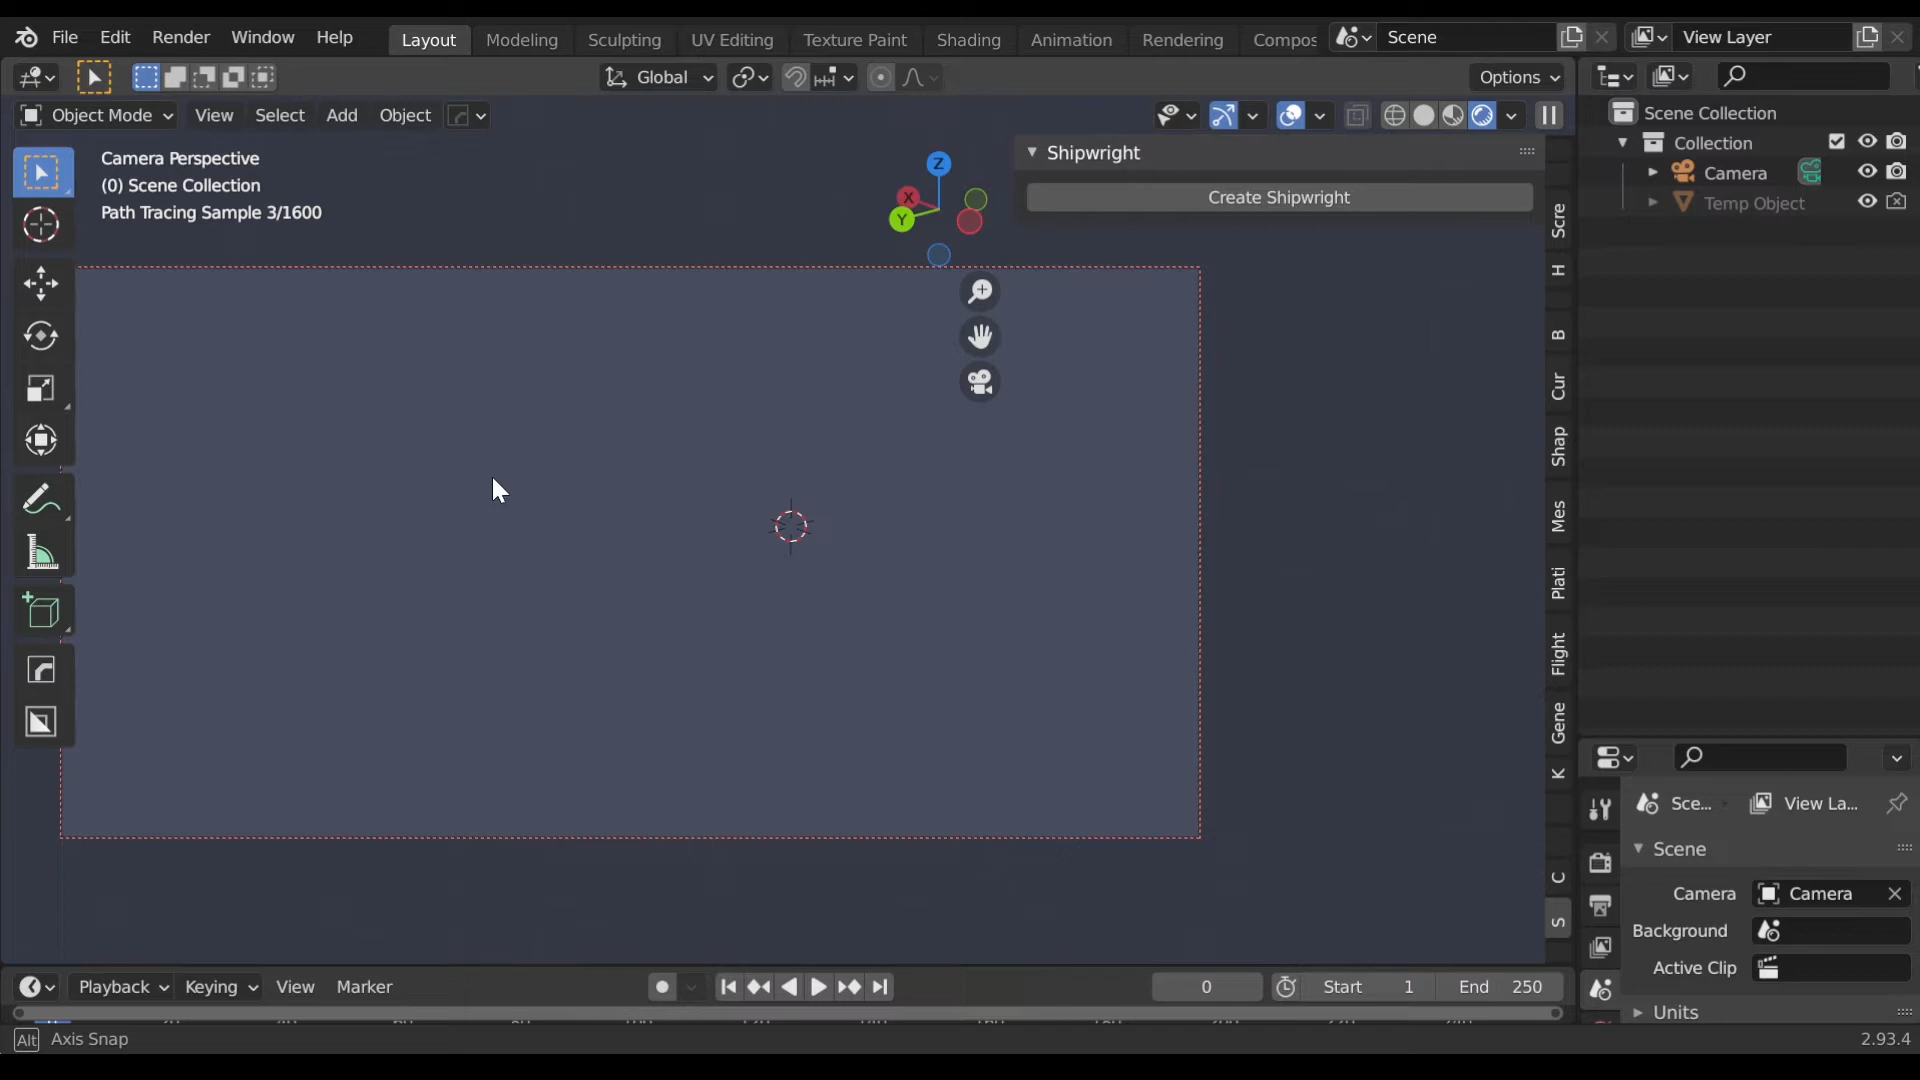 File Edit Render Window Help Layout Modeling Sculpting UV Editing Texture Paint Shading Animation Rendering Compos Scene View Layer
Global Options
Object Mode View Select Add Object
Scene Collection
Collection
Camera
Temp Object
Camera Perspective
(0) Scene Collection
Path Tracing Sample 3/1600
Z
X
Y
Shipwright
Create Shipwright
Scre
H
B
Cur
Shap
Mes
Plati
Flight
Gene
K
C
S
Sce... View La...
Scene
Camera Camera
Background
Active Clip
Units
Playback Keying View Marker 0 Start 1 End 250
Alt Axis Snap 2.93.4